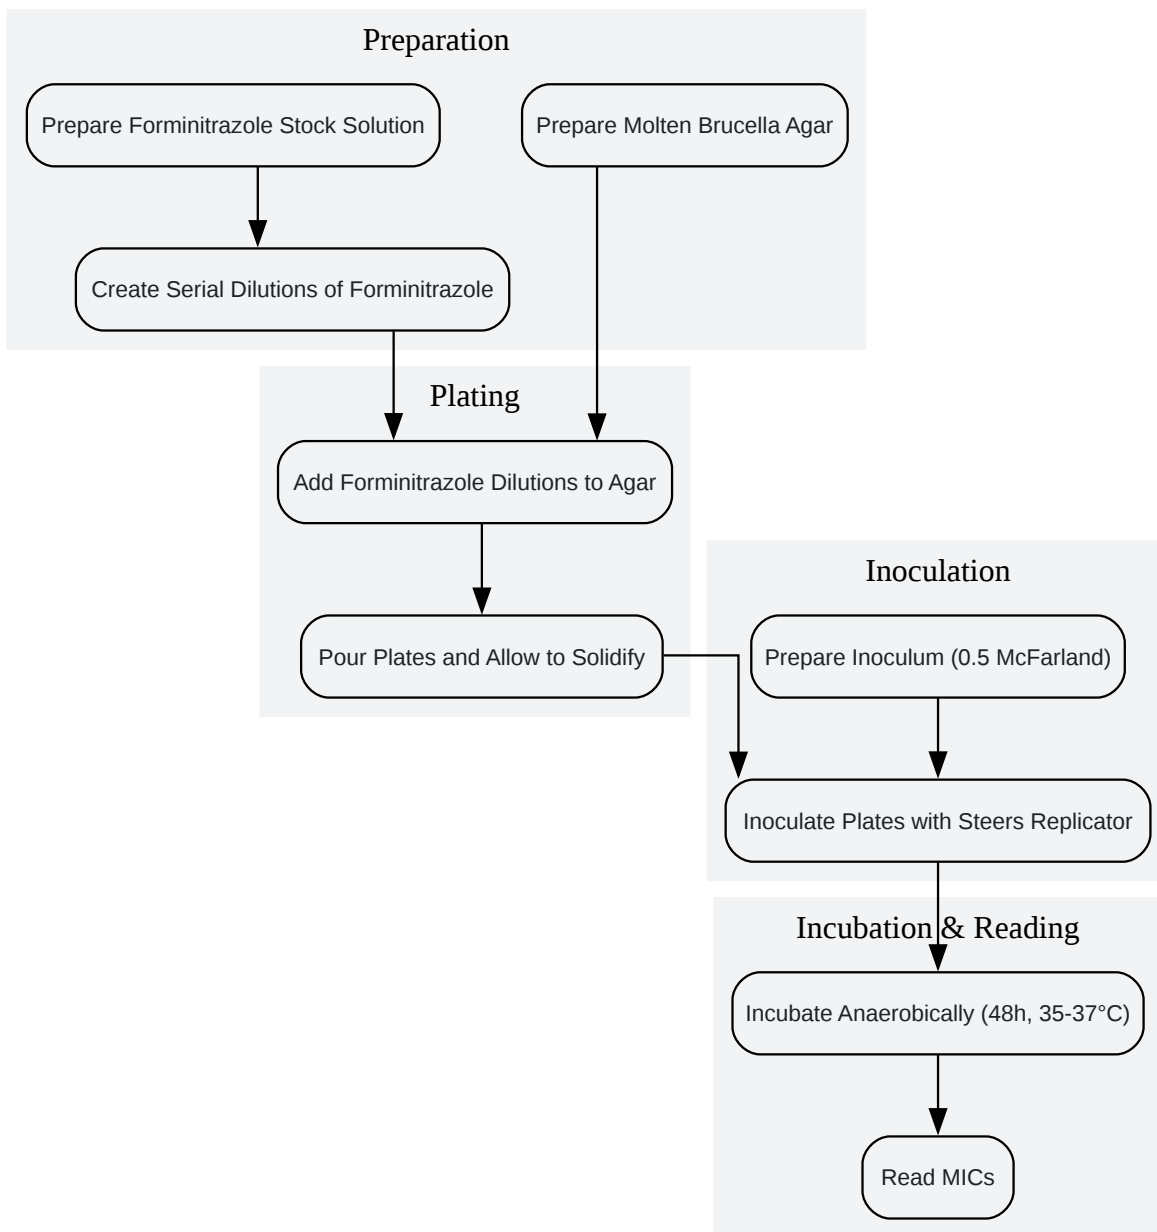 Preparation
Prepare Forminitrazole Stock Solution
Prepare Molten Brucella Agar
Create Serial Dilutions of Forminitrazole
Plating
Add Forminitrazole Dilutions to Agar
Pour Plates and Allow to Solidify
Inoculation
Prepare Inoculum (0.5 McFarland)
Inoculate Plates with Steers Replicator
Incubation & Reading
Incubate Anaerobically (48h, 35-37°C)
Read MICs